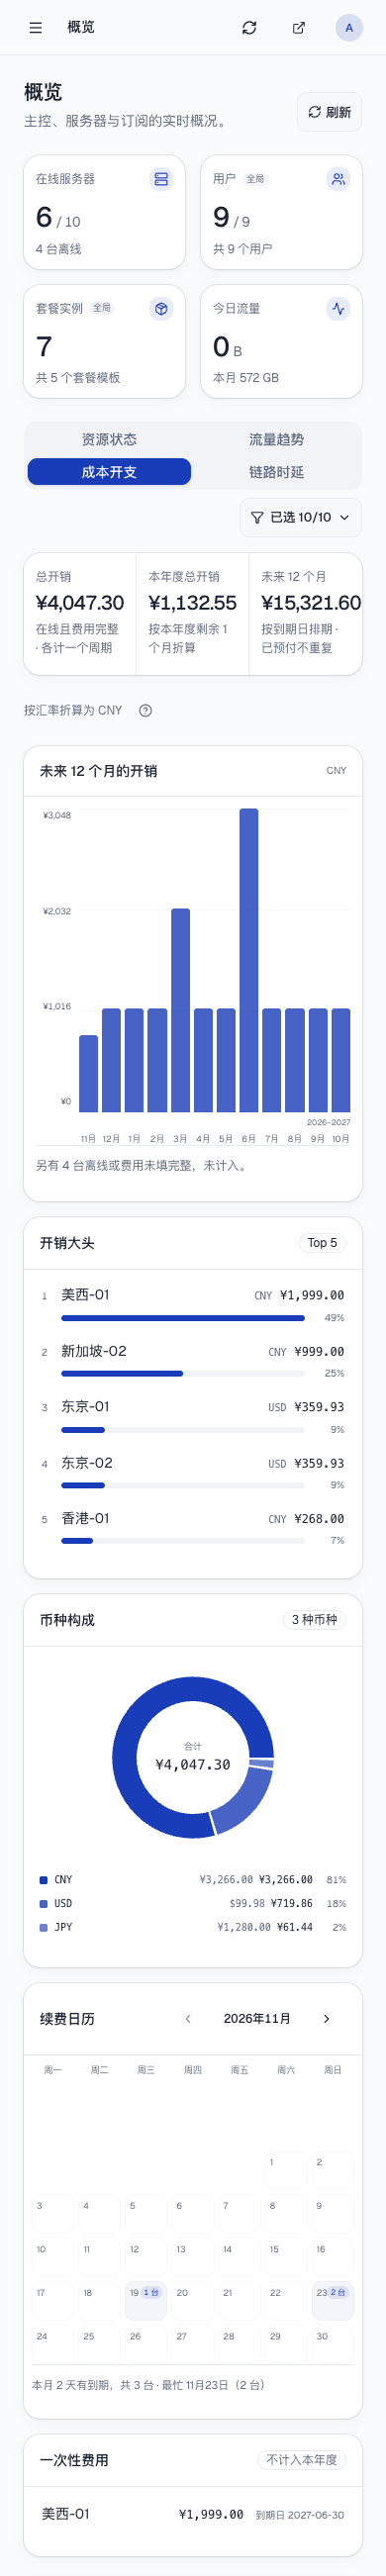 概览
A
概览
主控、服务器与订阅的实时概况。
刷新
在线服务器
6 / 10
4 台离线
用户 全局
9 / 9
共 9 个用户
套餐实例 全局
7
共 5 个套餐模板
今日流量
0 B
本月 572 GB
资源状态
流量趋势
成本开支
链路时延
已选 10/10
总开销
¥4,047.30
在线且费用完整
· 各计一个周期
本年度总开销
¥1,132.55
按本年度剩余 1
个月折算
未来 12 个月
¥15,321.60
按到期日排期 ·
已预付不重复
按汇率折算为 CNY
未来 12 个月的开销
CNY
¥3,048
¥2,032
¥1,016
¥0
2026–2027
11月 12月 1月 2月 3月 4月 5月 6月 7月 8月 9月 10月
另有 4 台离线或费用未填完整，未计入。
开销大头
Top 5
1 美西-01 CNY ¥1,999.00
49%
2 新加坡-02 CNY ¥999.00
25%
3 东京-01 USD ¥359.93
9%
4 东京-02 USD ¥359.93
9%
5 香港-01 CNY ¥268.00
7%
币种构成
3 种币种
合计
¥4,047.30
CNY ¥3,266.00 ¥3,266.00 81%
USD $99.98 ¥719.86 18%
JPY ¥1,280.00 ¥61.44 2%
续费日历
2026年11月
周一 周二 周三 周四 周五 周六 周日
1 2
3 4 5 6 7 8 9
10 11 12 13 14 15 16
17 18 19 1 台 20 21 22 23 2 台
24 25 26 27 28 29 30
本月 2 天有到期，共 3 台 · 最忙 11月23日（2 台）
一次性费用
不计入本年度
美西-01 ¥1,999.00 到期日 2027-06-30